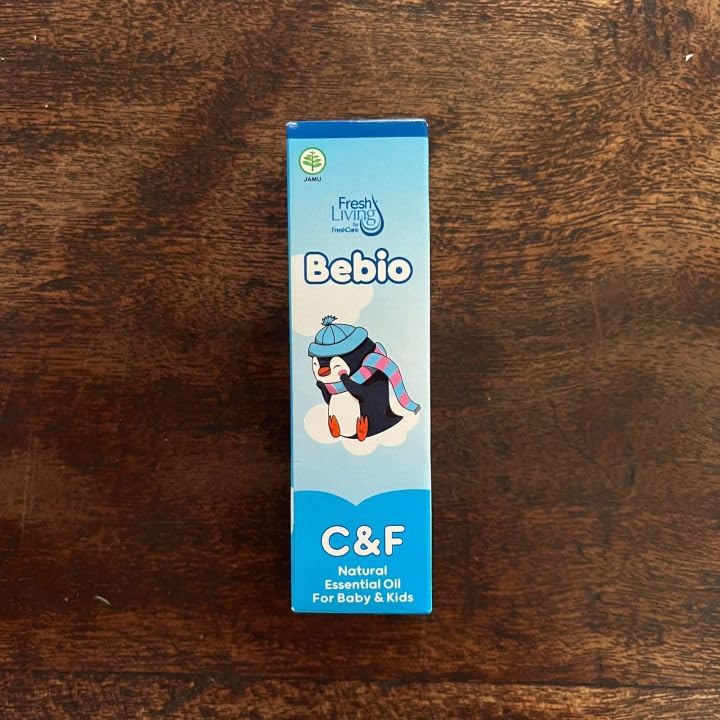 JAMU
Fresh
Living
by
FreshCare
Bebio
C&F
Natural
Essential Oil
For Baby & Kids